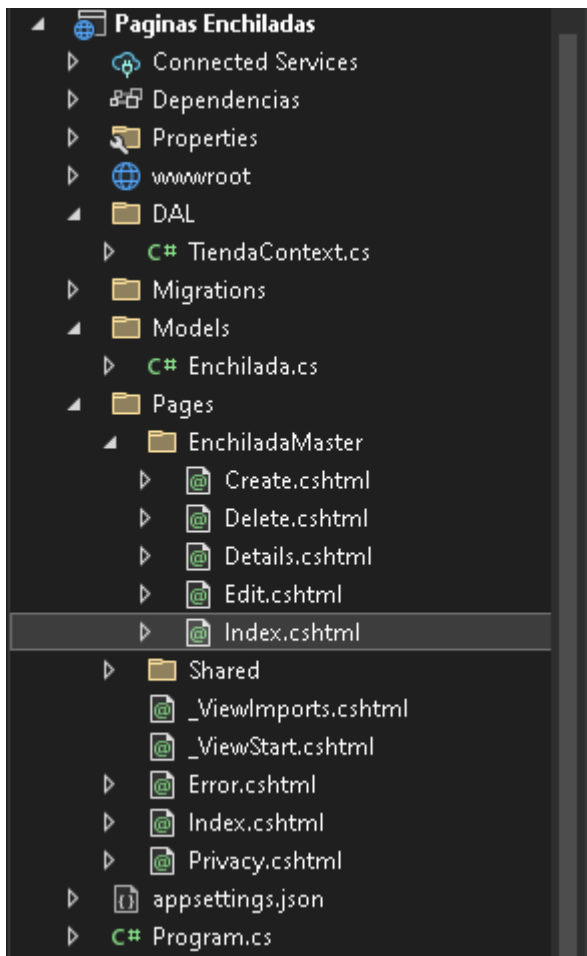 Paginas Enchiladas
Connected Services
Dependencias
Properties
wwwroot
DAL
C# TiendaContext.cs
Migrations
Models
C# Enchilada.cs
Pages
EnchiladaMaster
@ Create.cshtml
@ Delete.cshtml
@ Details.cshtml
@ Edit.cshtml
@ Index.cshtml
Shared
@ _ViewImports.cshtml
@ _ViewStart.cshtml
@ Error.cshtml
@ Index.cshtml
@ Privacy.cshtml
appsettings.json
C# Program.cs